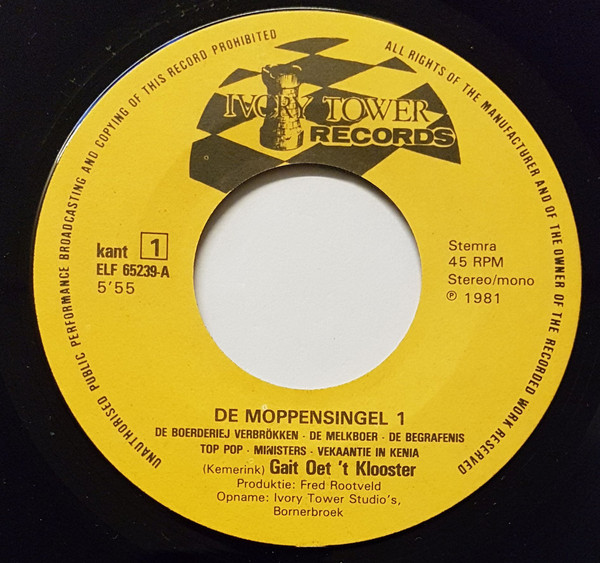 UNAUTHORISED PUBLIC PERFORMANCE BROADCASTING AND COPYING OF THIS RECORD PROHIBITED
ALL RIGHTS OF THE MANUFACTURER AND OF THE OWNER OF THE RECORDED WORK RESERVED
IVORY TOWER
RECORDS
kant 1
ELF 65239-A
5'55
Stemra
45 RPM
Stereo/mono
℗ 1981
DE MOPPENSINGEL 1
DE BOERDERIEJ VERBRÖKKEN · DE MELKBOER · DE BEGRAFENIS
TOP POP · MINISTERS · VEKAANTIE IN KENIA
(Kemerink) Gait Oet 't Klooster
Produktie: Fred Rootveld
Opname: Ivory Tower Studio's,
Bornerbroek